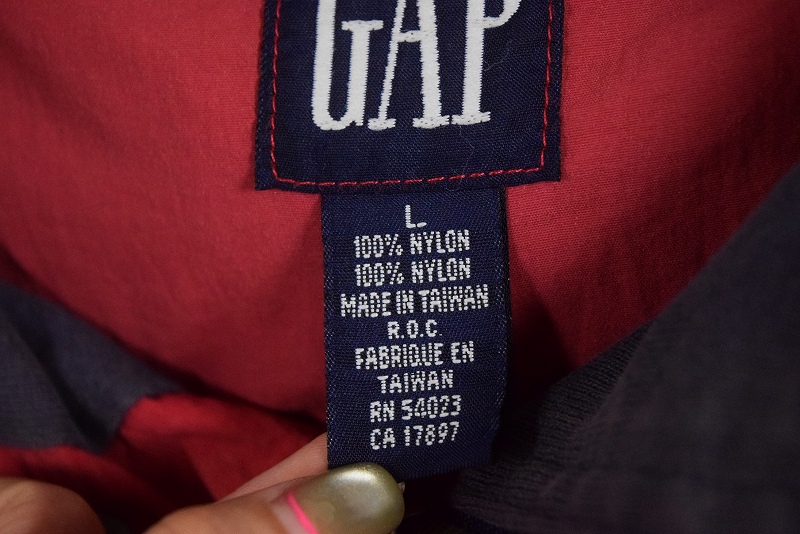 GAP
L
100% NYLON
100% NYLON
MADE IN TAIWAN
R.O.C
FABRIQUE EN
TAIWAN
RN 54023
CA 17897